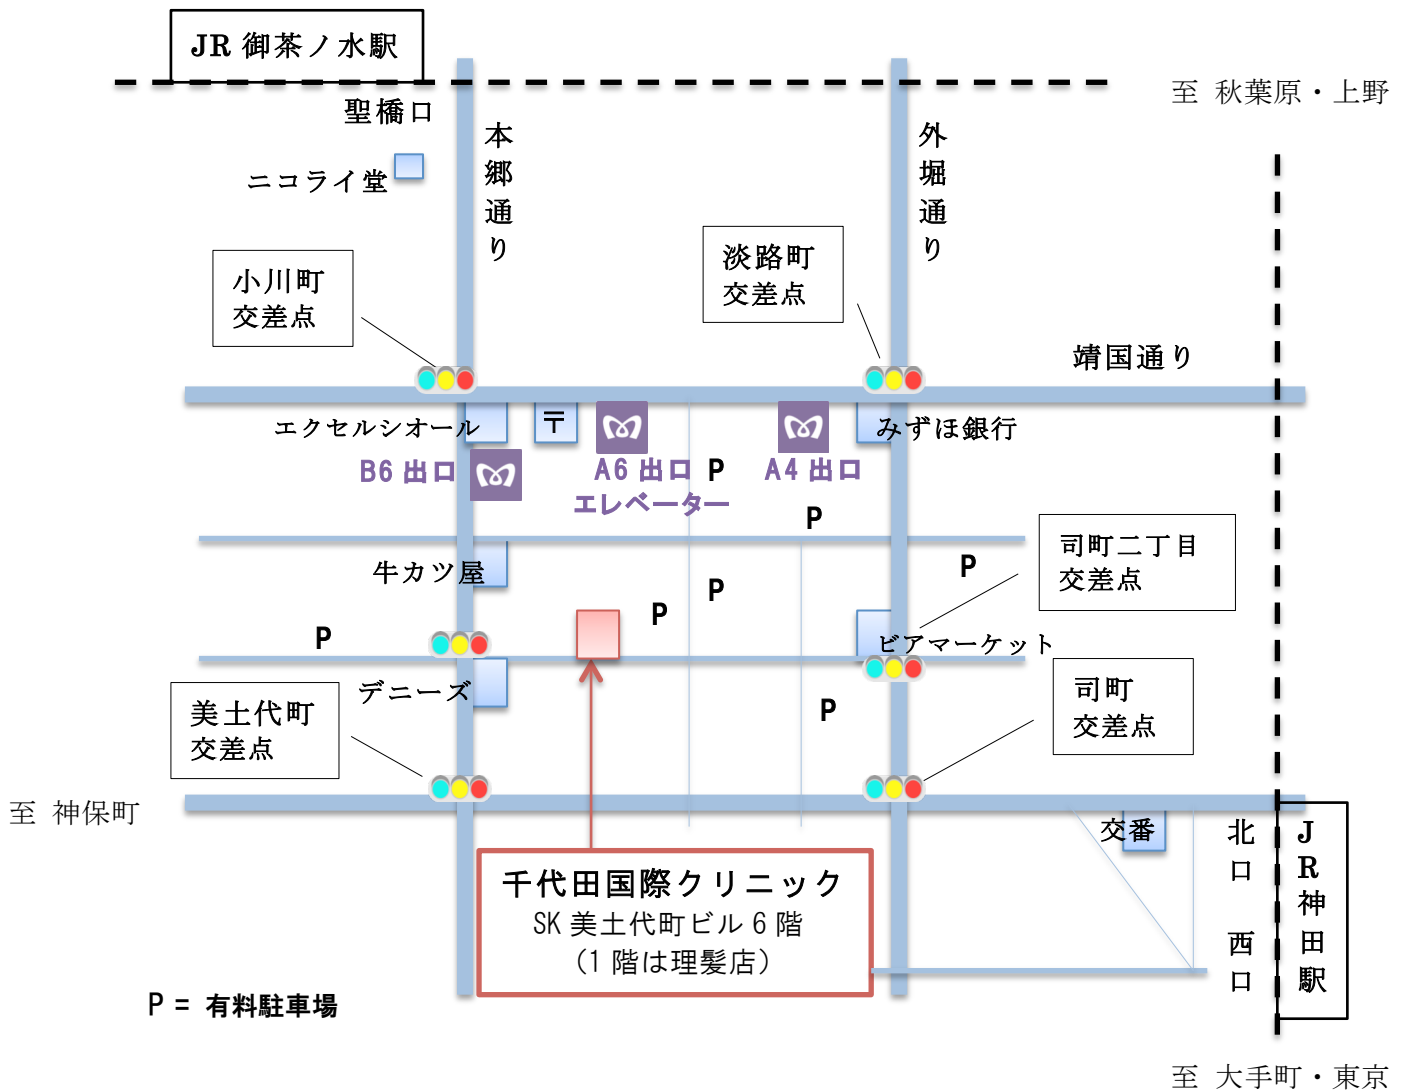 JR 御茶ノ水駅
至 秋葉原・上野
聖橋口
本郷通り
外堀通り
ニコライ堂
小川町
交差点
淡路町
交差点
靖国通り
エクセルシオール
〒
みずほ銀行
B6 出口
A6 出口
エレベーター
P
A4 出口
P
司町二丁目
交差点
牛カツ屋
P
P
P
P
ビアマーケット
デニーズ
美土代町
交差点
P
司町
交差点
至 神保町
交番
北口
西口
JR神田駅
千代田国際クリニック
SK 美土代町ビル 6 階
（1 階は理髪店）
P = 有料駐車場
至 大手町・東京